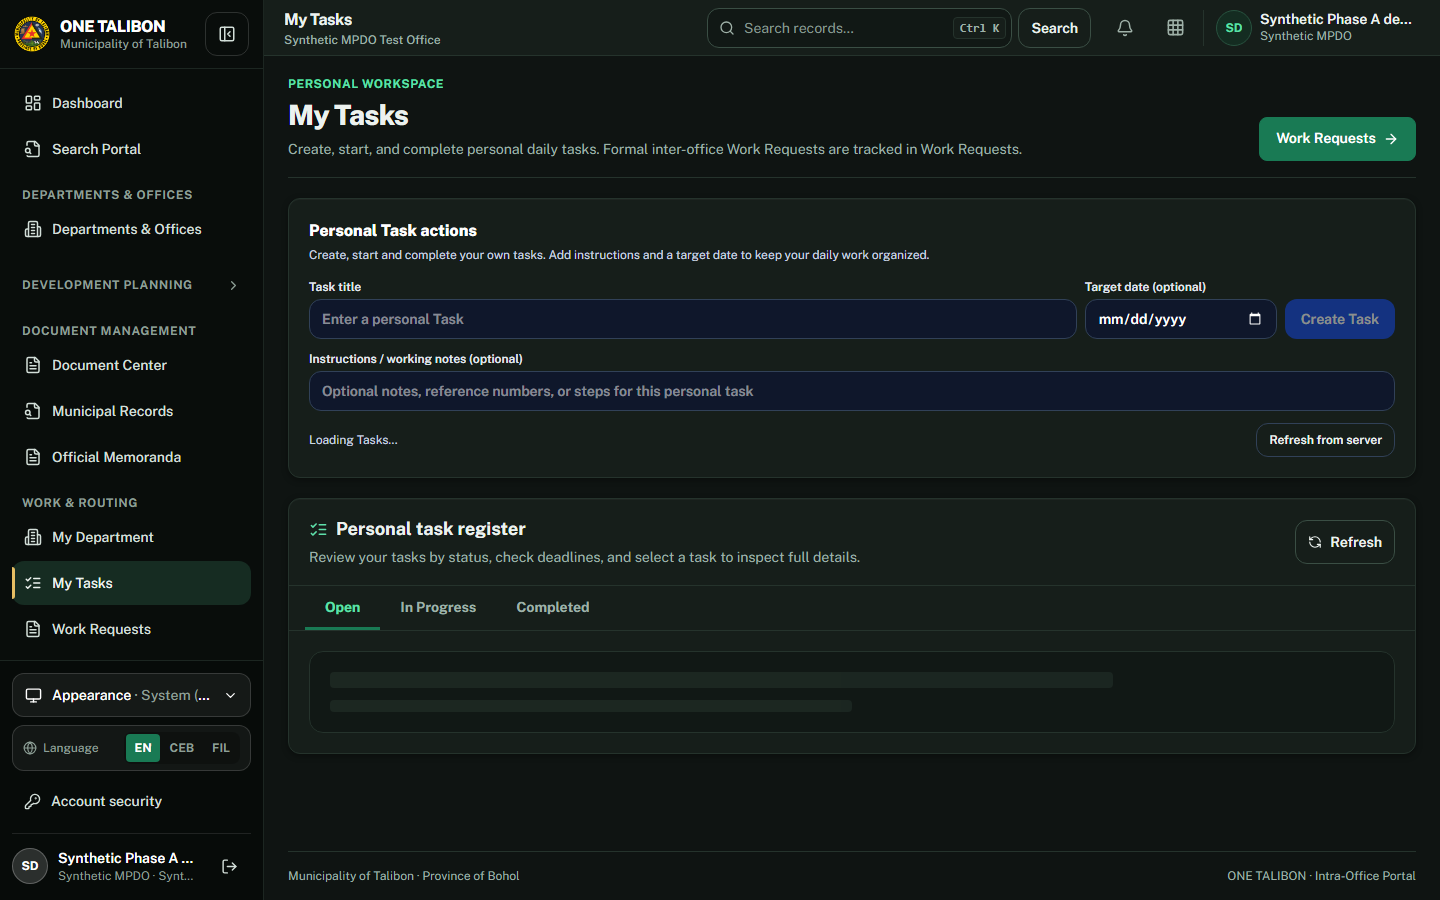 ONE TALIBON
Municipality of Talibon
Dashboard
Search Portal
DEPARTMENTS & OFFICES
Departments & Offices
DEVELOPMENT PLANNING
DOCUMENT MANAGEMENT
Document Center
Municipal Records
Official Memoranda
WORK & ROUTING
My Department
My Tasks
Work Requests
Appearance · System (...
Language
EN CEB FIL
Account security
SD
Synthetic Phase A ...
Synthetic MPDO · Synt...
My Tasks
Synthetic MPDO Test Office
Search records...
Ctrl K
Search
SD
Synthetic Phase A de...
Synthetic MPDO
PERSONAL WORKSPACE
My Tasks
Create, start, and complete personal daily tasks. Formal inter-office Work Requests are tracked in Work Requests.
Work Requests
Personal Task actions
Create, start and complete your own tasks. Add instructions and a target date to keep your daily work organized.
Task title
Target date (optional)
Enter a personal Task
mm/dd/yyyy
Create Task
Instructions / working notes (optional)
Optional notes, reference numbers, or steps for this personal task
Loading Tasks...
Refresh from server
Personal task register
Review your tasks by status, check deadlines, and select a task to inspect full details.
Refresh
Open In Progress Completed
Municipality of Talibon · Province of Bohol
ONE TALIBON · Intra-Office Portal